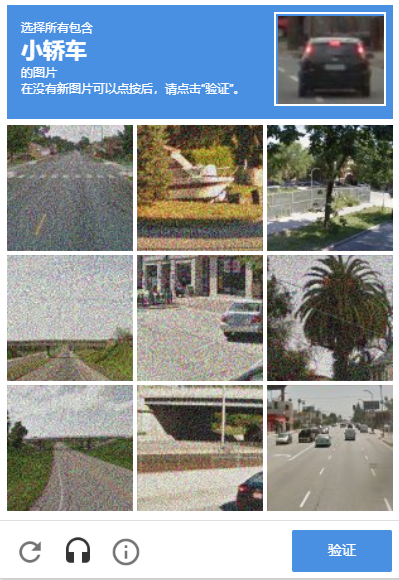 选择所有包含
小轿车
的图片
在没有新图片可以点按后，请点击“验证”。
验证